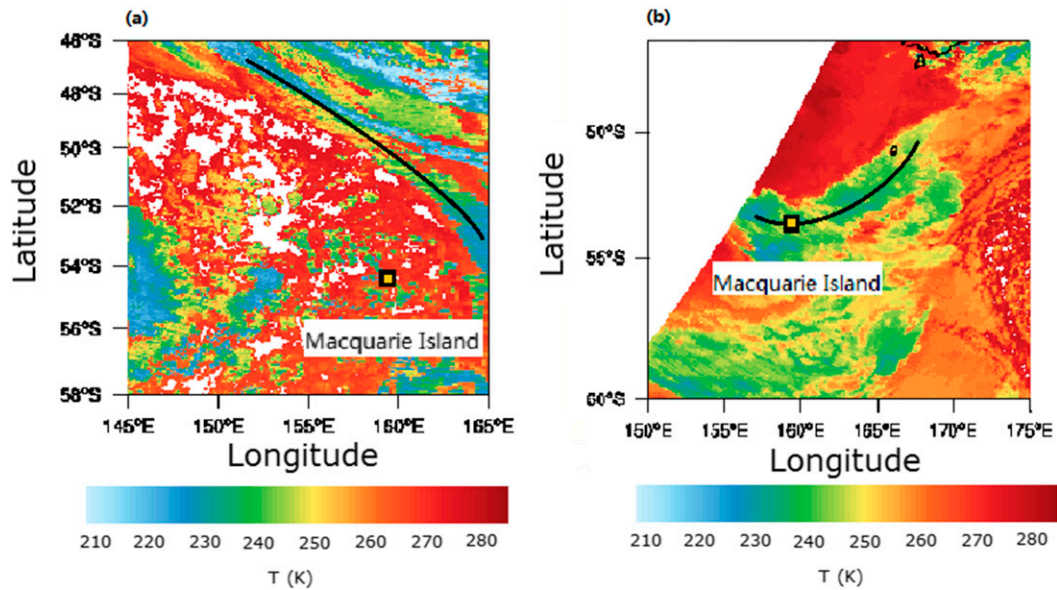 (a)
46°S
48°S
50°S
52°S
54°S
56°S
58°S
Latitude
Macquarie Island
145°E 150°E 155°E 160°E 165°E
Longitude
210 220 230 240 250 260 270 280
T (K)
(b)
50°S
55°S
60°S
Latitude
Macquarie Island
150°E 155°E 160°E 165°E 170°E 175°E
Longitude
210 220 230 240 250 260 270 280
T (K)